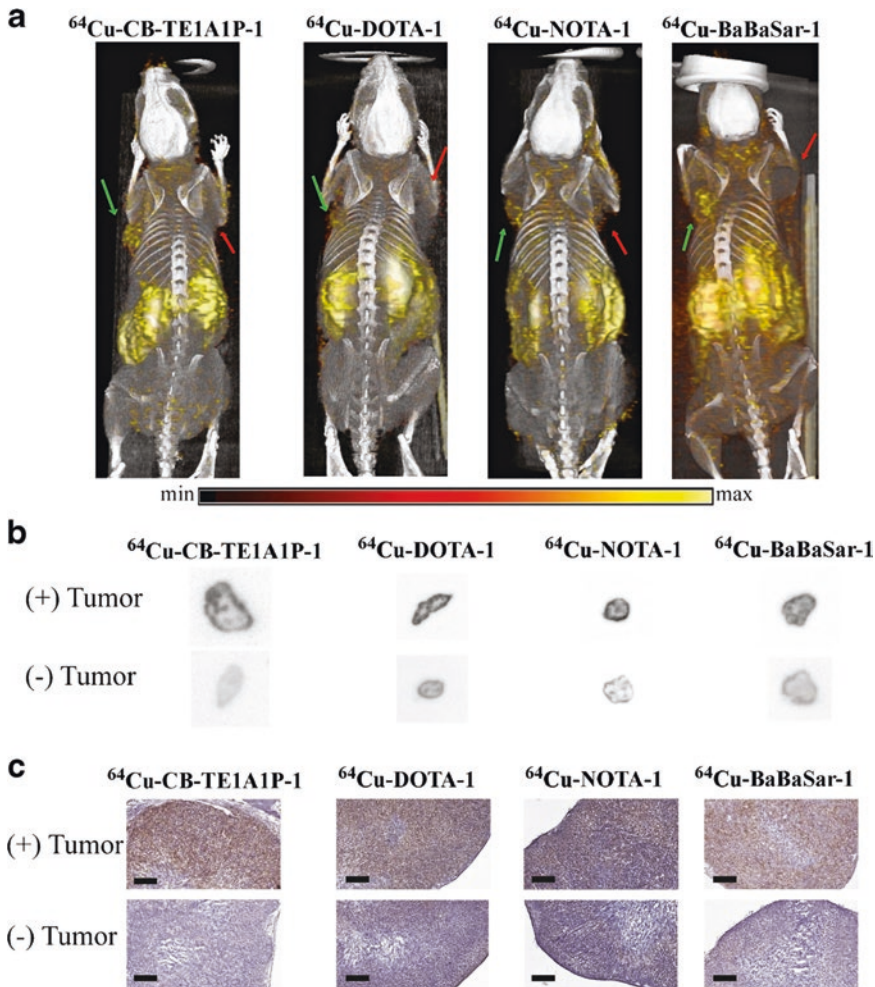 a
⁶⁴Cu-CB-TE1A1P-1 ⁶⁴Cu-DOTA-1 ⁶⁴Cu-NOTA-1 ⁶⁴Cu-BaBaSar-1
min max
b
⁶⁴Cu-CB-TE1A1P-1 ⁶⁴Cu-DOTA-1 ⁶⁴Cu-NOTA-1 ⁶⁴Cu-BaBaSar-1
(+) Tumor
(-) Tumor
c
⁶⁴Cu-CB-TE1A1P-1 ⁶⁴Cu-DOTA-1 ⁶⁴Cu-NOTA-1 ⁶⁴Cu-BaBaSar-1
(+) Tumor
(-) Tumor